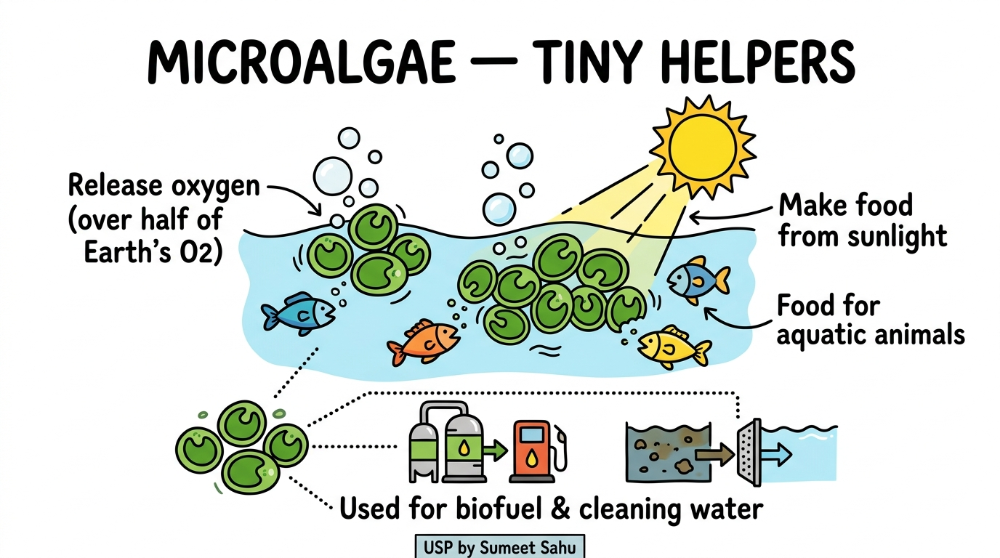 MICROALGAE — TINY HELPERS
Release oxygen
(over half of
Earth's O2)
Make food
from sunlight
Food for
aquatic animals
Used for biofuel & cleaning water
USP by Sumeet Sahu